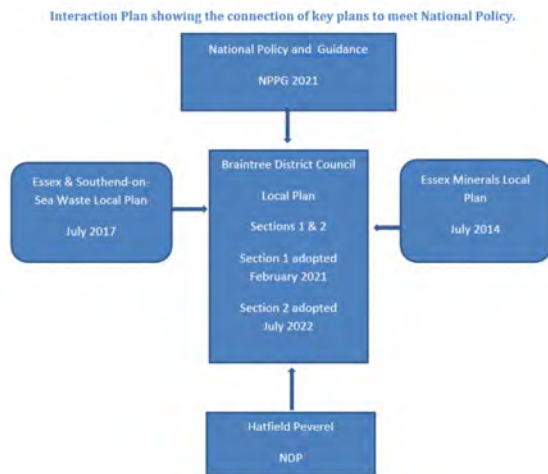 Interaction Plan showing the connection of key plans to meet National Policy.
National Policy and Guidance
NPPG 2021
Essex & Southend-on-
Sea Waste Local Plan
July 2017
Braintree District Council
Local Plan
Sections 1 & 2
Section 1 adopted
February 2021
Section 2 adopted
July 2022
Essex Minerals Local
Plan
July 2014
Hatfield Peverel
NDP